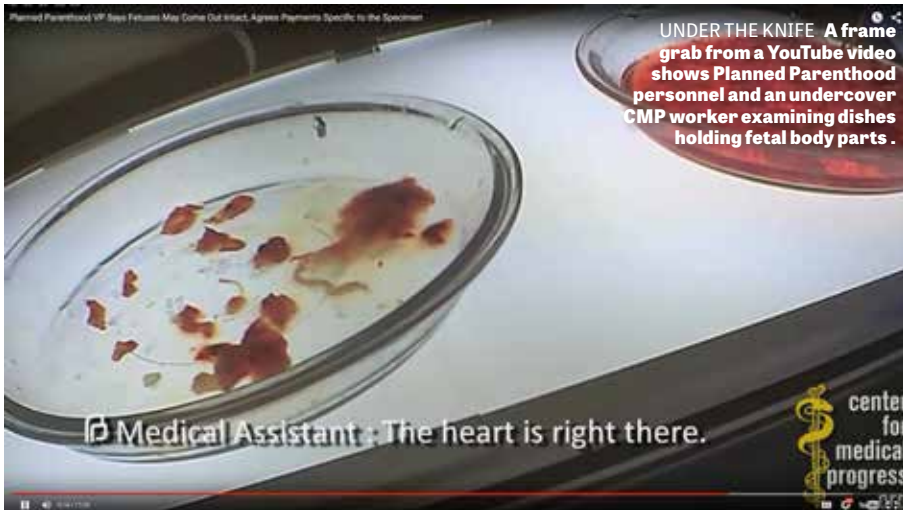 Planned Parenthood VP Says Fetuses May Come Out Intact, Agrees Payments Specific to the Specimen
UNDER THE KNIFE A frame
grab from a YouTube video
shows Planned Parenthood
personnel and an undercover
CMP worker examining dishes
holding fetal body parts .
Medical Assistant : The heart is right there.
center
for
medical
progress